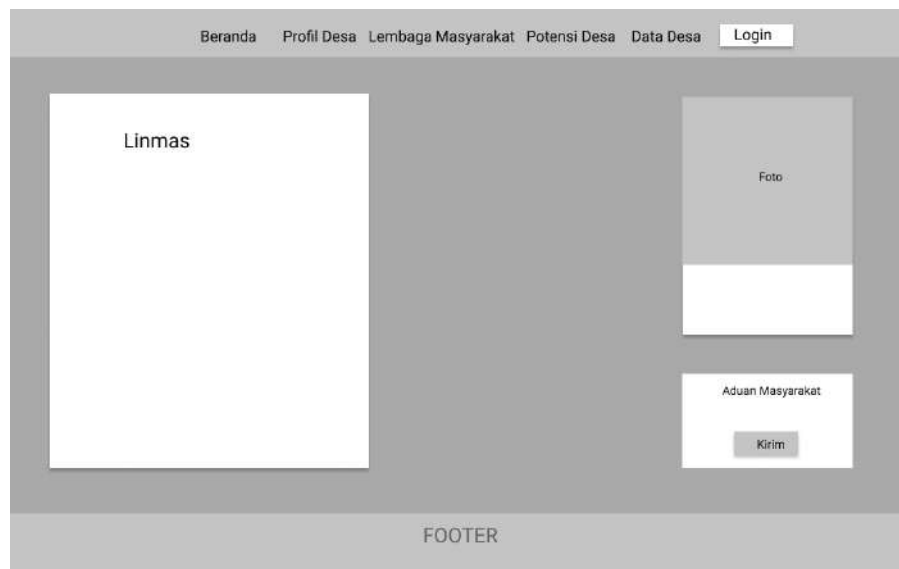 Beranda Profil Desa Lembaga Masyarakat Potensi Desa Data Desa Login
Linmas
Foto
Aduan Masyarakat
Kirim
FOOTER